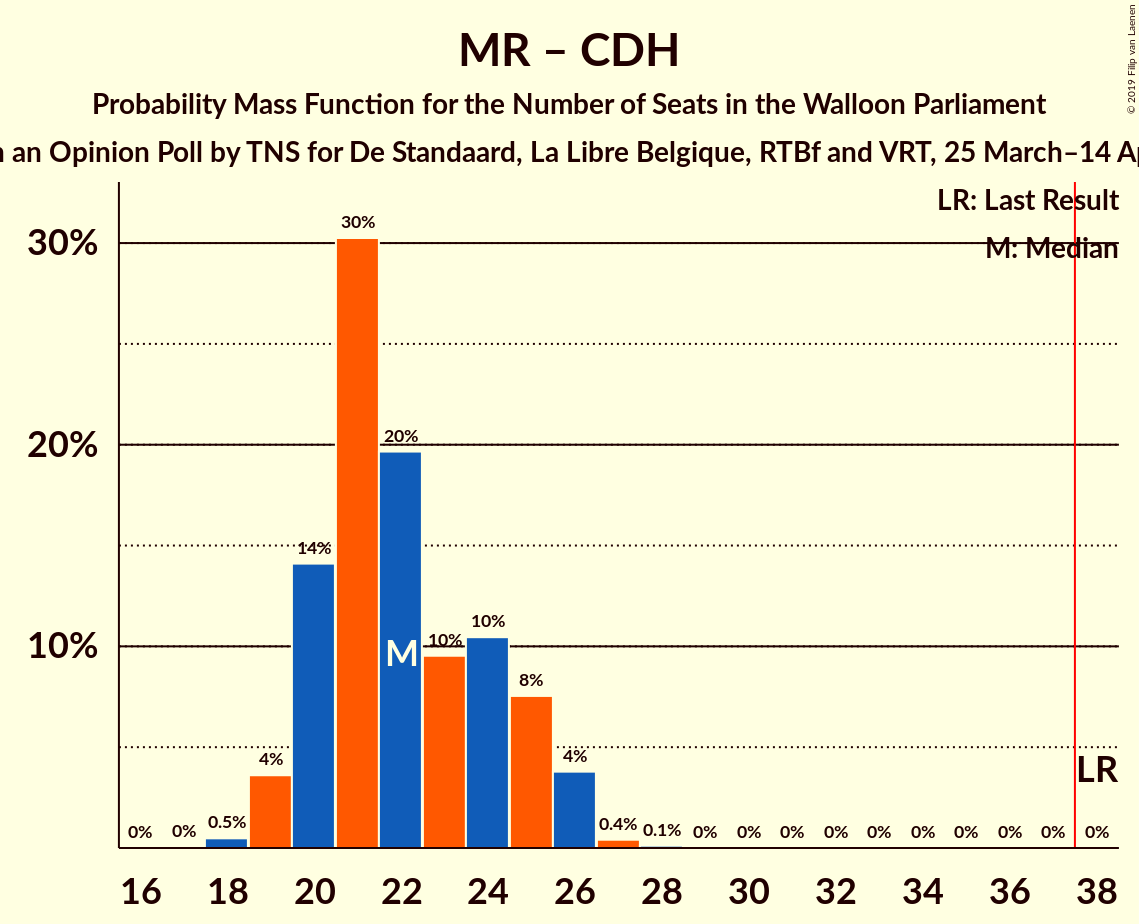 MR – CDH
Probability Mass Function for the Number of Seats in the Walloon Parliament
an Opinion Poll by TNS for De Standaard, La Libre Belgique, RTBf and VRT, 25 March–14
© 2019 Filip van Laenen
LR: Last Result
M: Median
30%
20%
10%
0% 0% 0.5% 4% 14% 30% 20% 10% 10% 8% 4% 0.4% 0.1% 0% 0% 0% 0% 0% 0% 0% 0% 0% 0%
M
LR
16 18 20 22 24 26 28 30 32 34 36 38